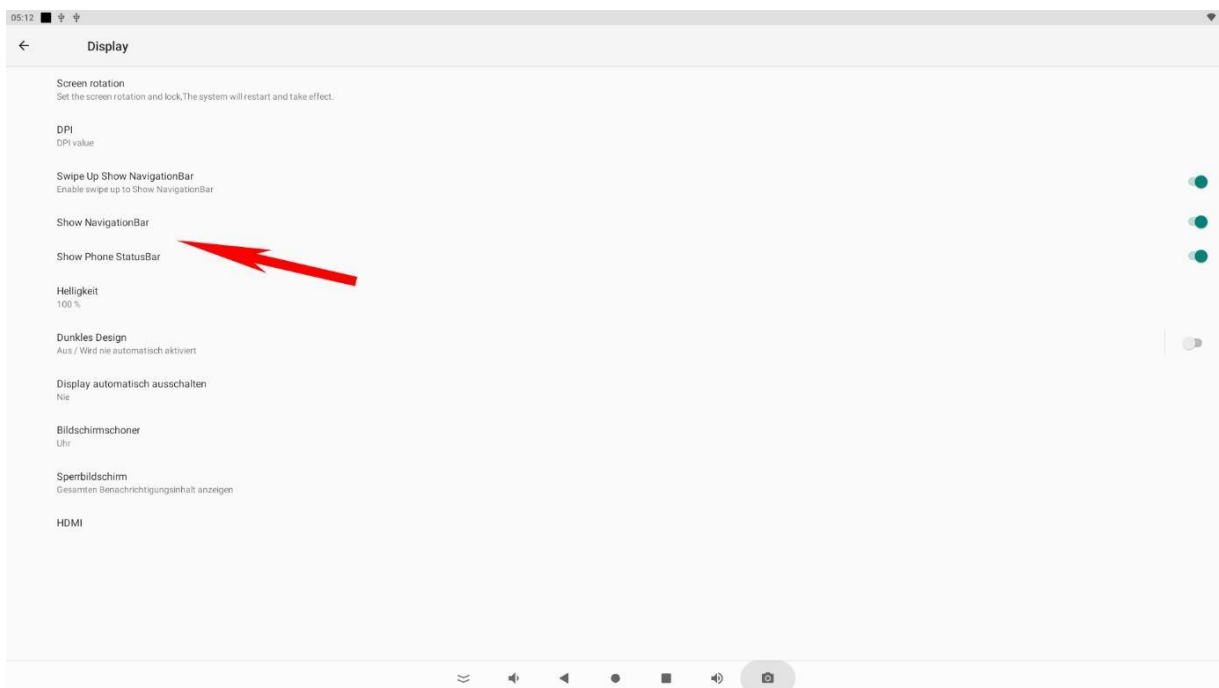 05:12
Display
Screen rotation
Set the screen rotation and lock,The system will restart and take effect.
DPI
DPI value
Swipe Up Show NavigationBar
Enable swipe up to Show NavigationBar
Show NavigationBar
Show Phone StatusBar
Helligkeit
100 %
Dunkles Design
Aus / Wird nie automatisch aktiviert
Display automatisch ausschalten
Nie
Bildschirmschoner
Uhr
Sperrbildschirm
Gesamten Benachrichtigungsinhalt anzeigen
HDMI